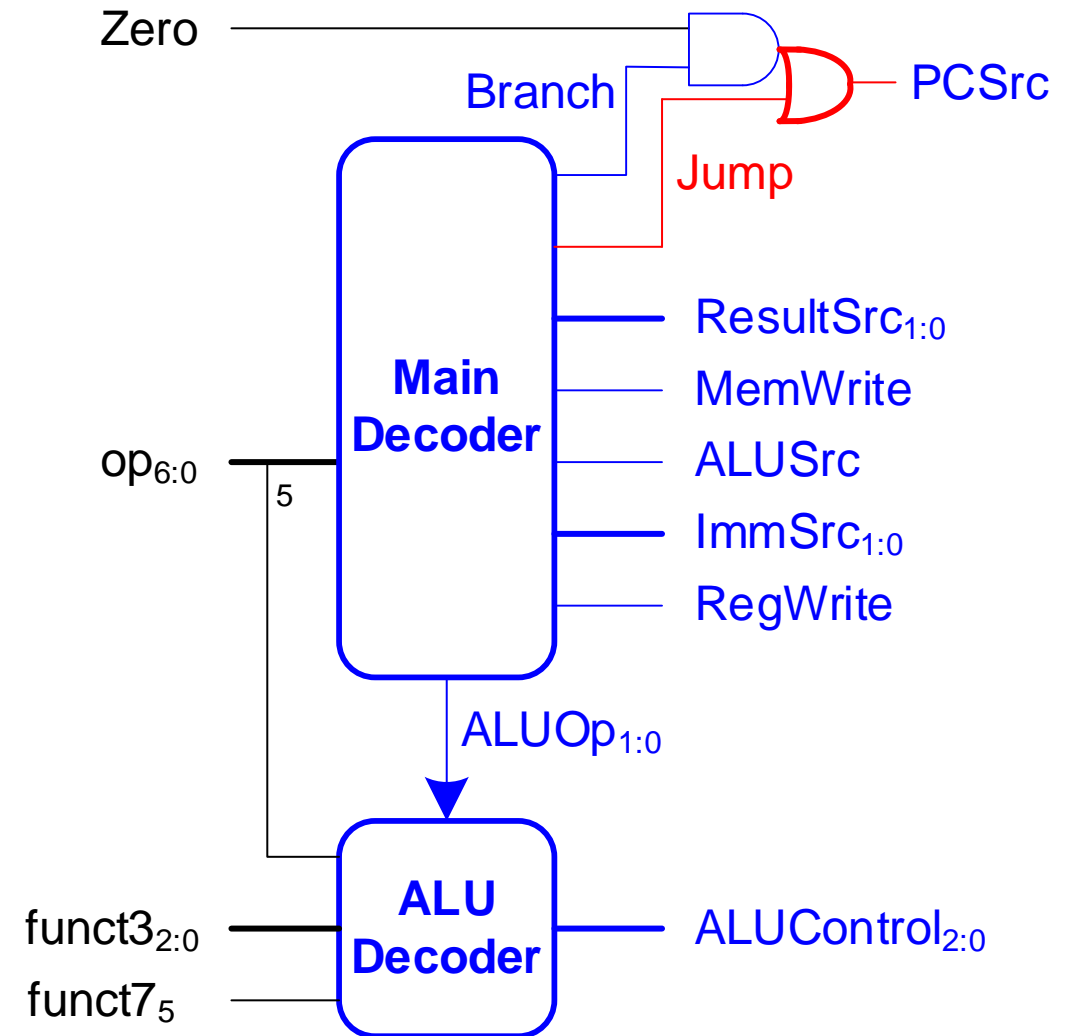 Zero
Branch
PCSrc
Jump
ResultSrc1:0
MemWrite
ALUSrc
ImmSrc1:0
RegWrite
Main
Decoder
op6:0
5
ALUOp1:0
ALU
Decoder
funct32:0
funct75
ALUControl2:0